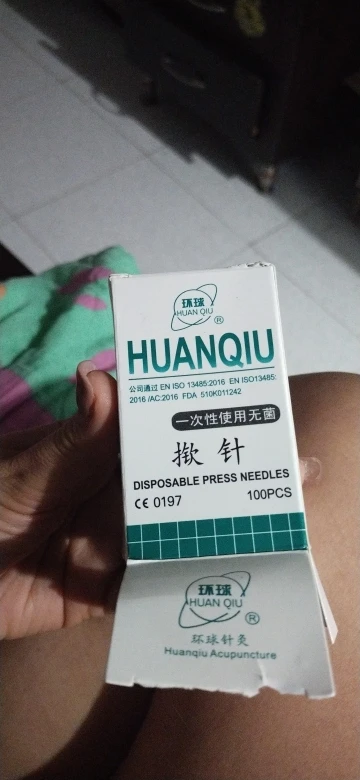 环球
HUAN QIU
®
HUANQIU
公司通过 EN ISO 13485:2016 EN ISO13485:
2016 /AC:2016 FDA 510K011242
一次性使用无菌
揿针
DISPOSABLE PRESS NEEDLES
CE 0197 100PCS
环球
HUAN QIU
®
环球针灸
Huanqiu Acupuncture